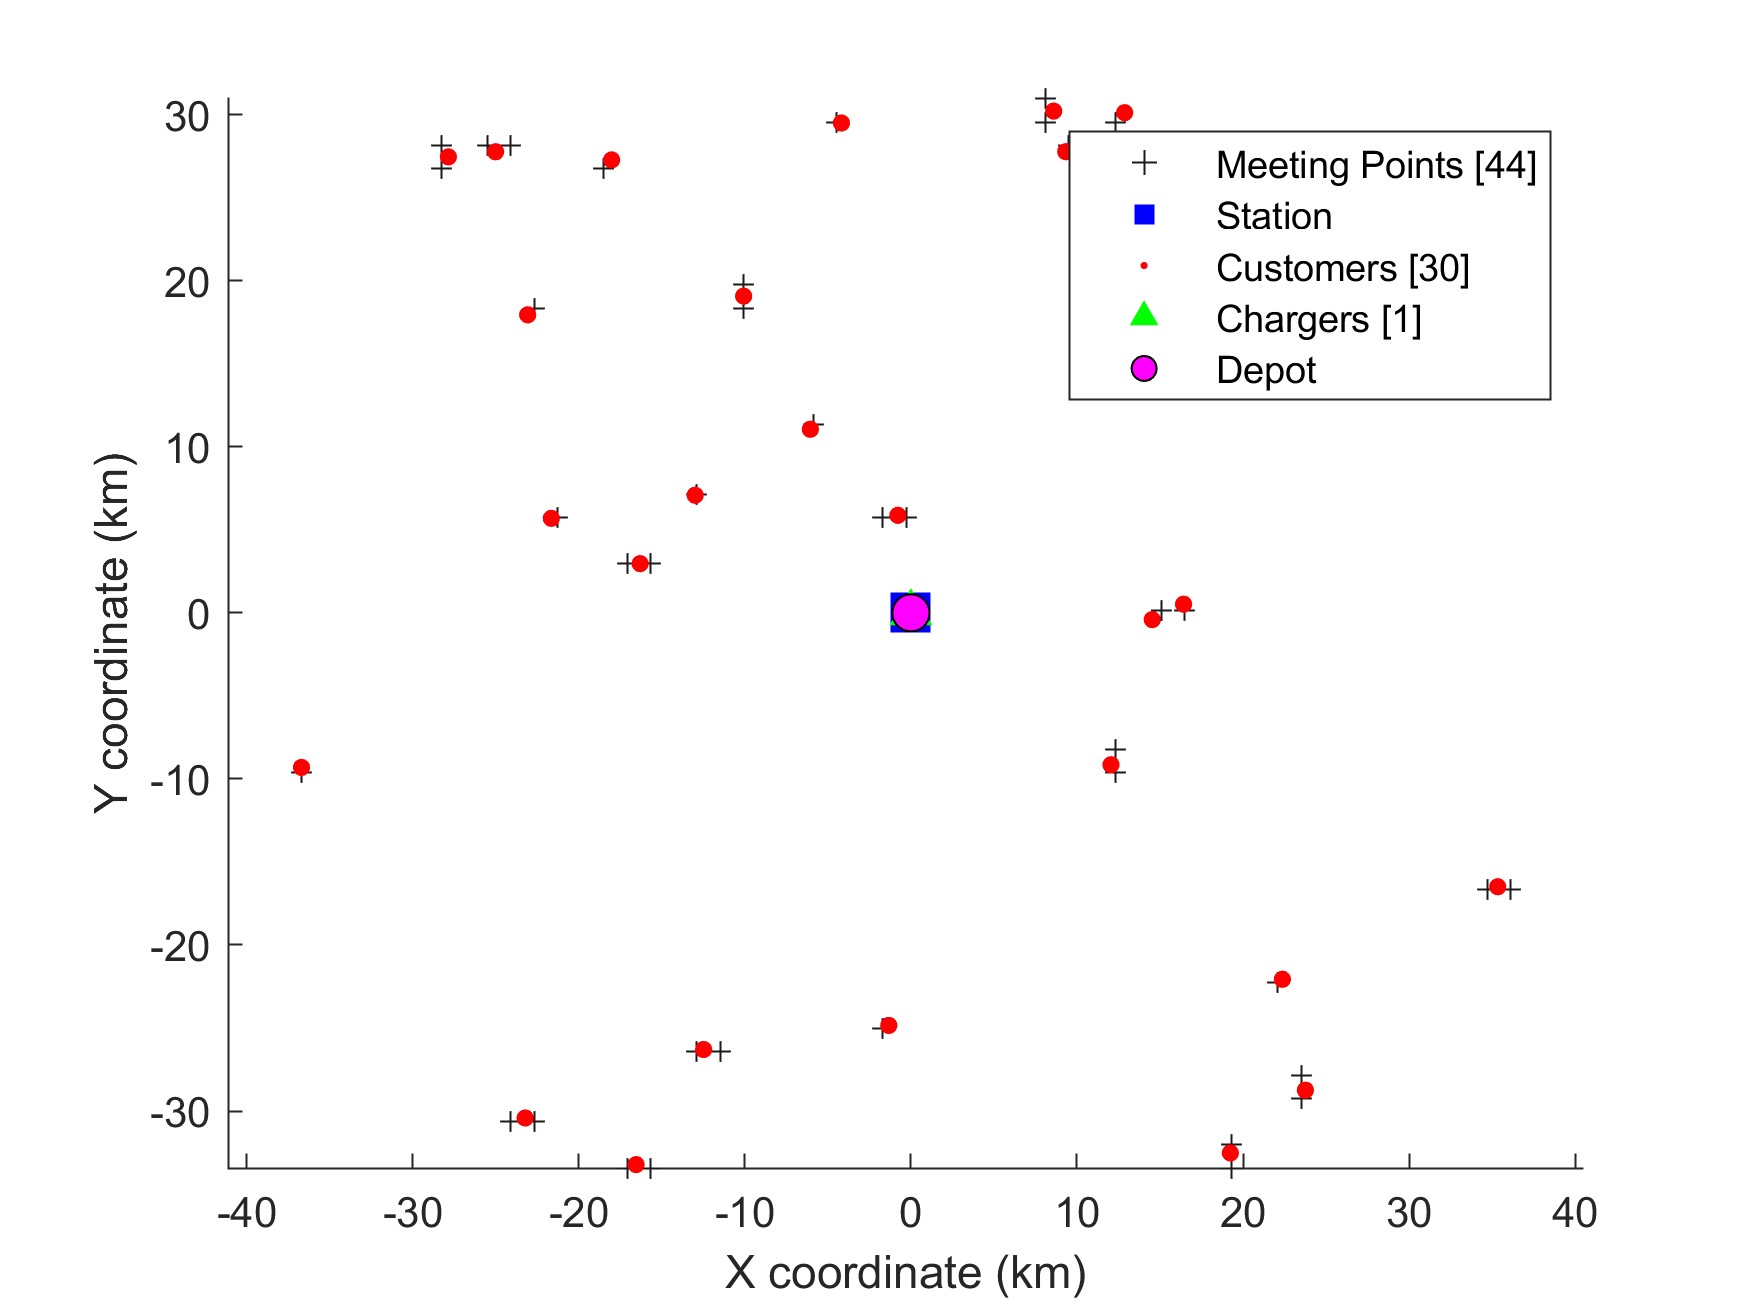 30
20
10
0
-10
-20
-30
Y coordinate (km)
Meeting Points [44]
Station
Customers [30]
Chargers [1]
Depot
-40 -30 -20 -10 0 10 20 30 40
X coordinate (km)